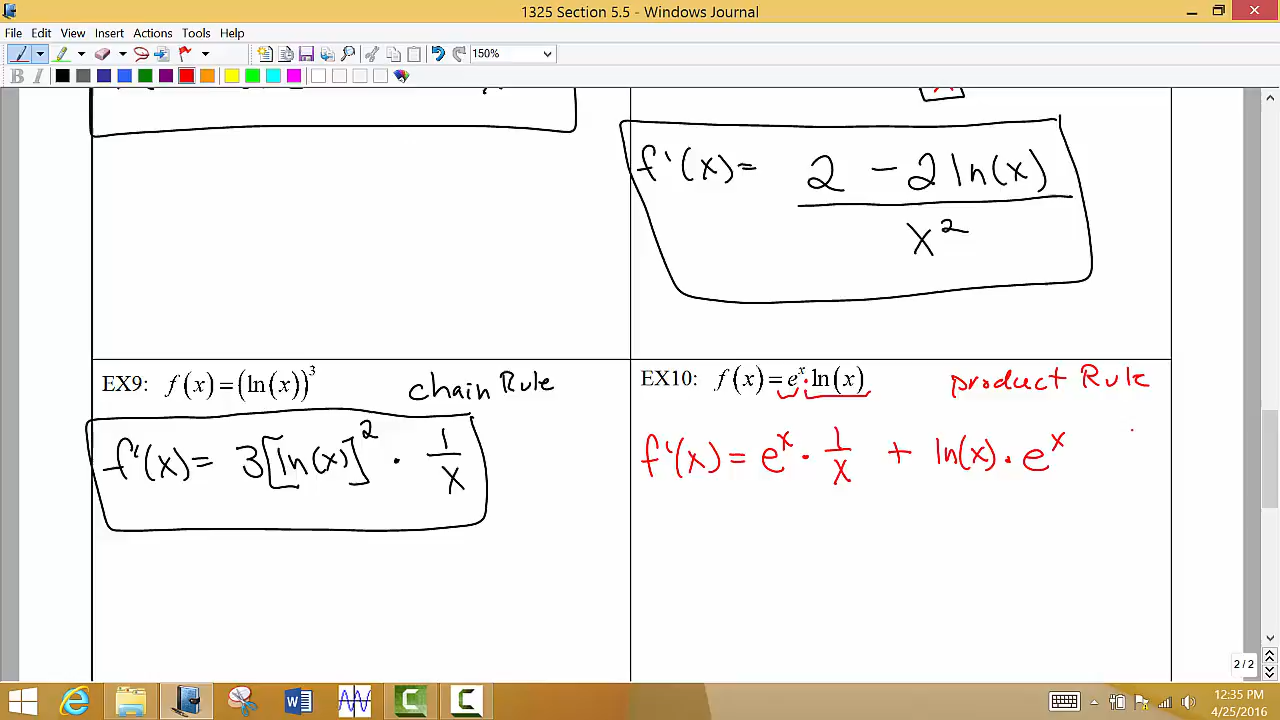 1325 Section 5.5 - Windows Journal
File Edit View Insert Actions Tools Help
150%
B I
f'(x) = 2 - 2 ln(x)
x²
EX9: f(x) = (ln(x))³ chain Rule
f'(x) = 3[ln(x)]² · 1/x
EX10: f(x) = eˣ · ln(x) product Rule
f'(x) = eˣ · 1/x + ln(x) · eˣ
2 / 2
12:35 PM
4/25/2016